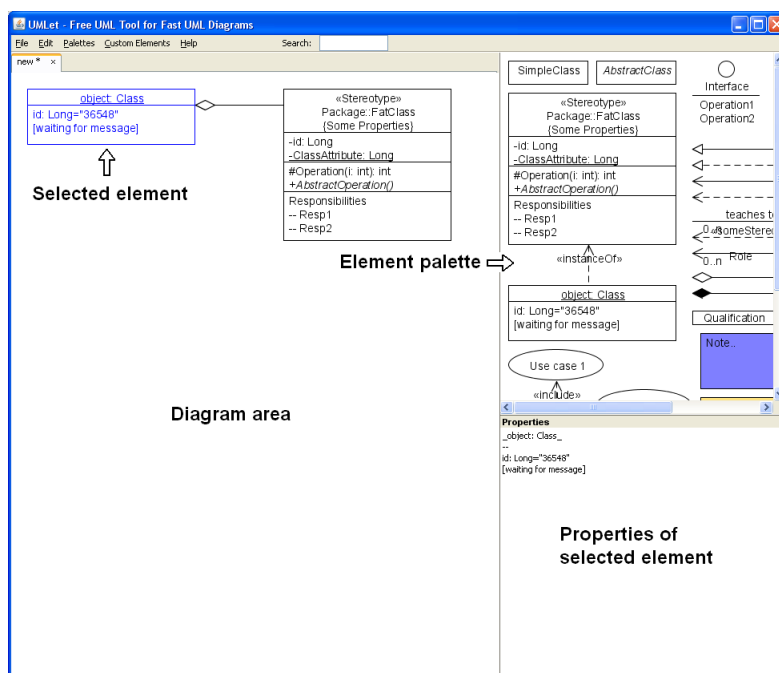 UMLet - Free UML Tool for Fast UML Diagrams
File Edit Palettes Custom Elements Help Search:
new *
object: Class
id: Long="36548"
[waiting for message]
Selected element
«Stereotype»
Package::FatClass
{Some Properties}
-id: Long
-ClassAttribute: Long
#Operation(i: int): int
+AbstractOperation()
Responsibilities
-- Resp1
-- Resp2
Element palette
Diagram area
SimpleClass
AbstractClass
Interface
Operation1
Operation2
«Stereotype»
Package::FatClass
{Some Properties}
-id: Long
-ClassAttribute: Long
#Operation(i: int): int
+AbstractOperation()
Responsibilities
-- Resp1
-- Resp2
«instanceOf»
object: Class
id: Long="36548"
[waiting for message]
teaches to
0..n
0..n
Role
Qualification
Note..
Use case 1
«include»
Properties
_object: Class_
--
id: Long="36548"
[waiting for message]
Properties of
selected element